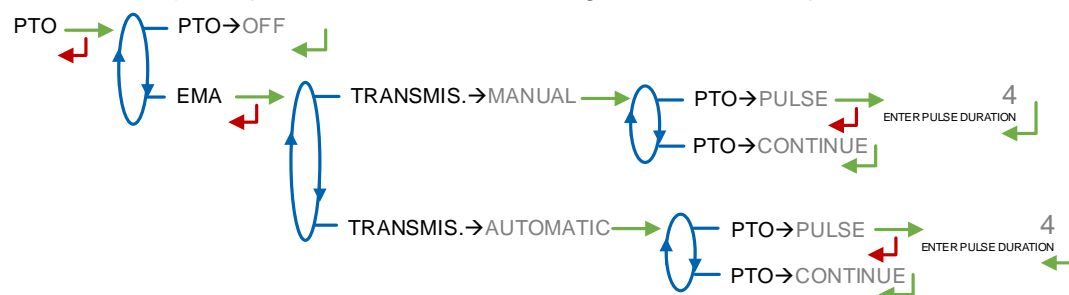 PTO PTO→OFF
EMA TRANSMIS.→MANUAL PTO→PULSE 4
ENTER PULSE DURATION
PTO→CONTINUE
TRANSMIS.→AUTOMATIC PTO→PULSE 4
ENTER PULSE DURATION
PTO→CONTINUE